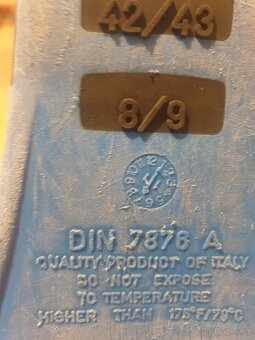 42/43
8/9
DIN 7876 A
QUALITY PRODUCT OF ITALY
DO NOT EXPOSE
TO TEMPERATURE
HIGHER THAN 175°F/79°C